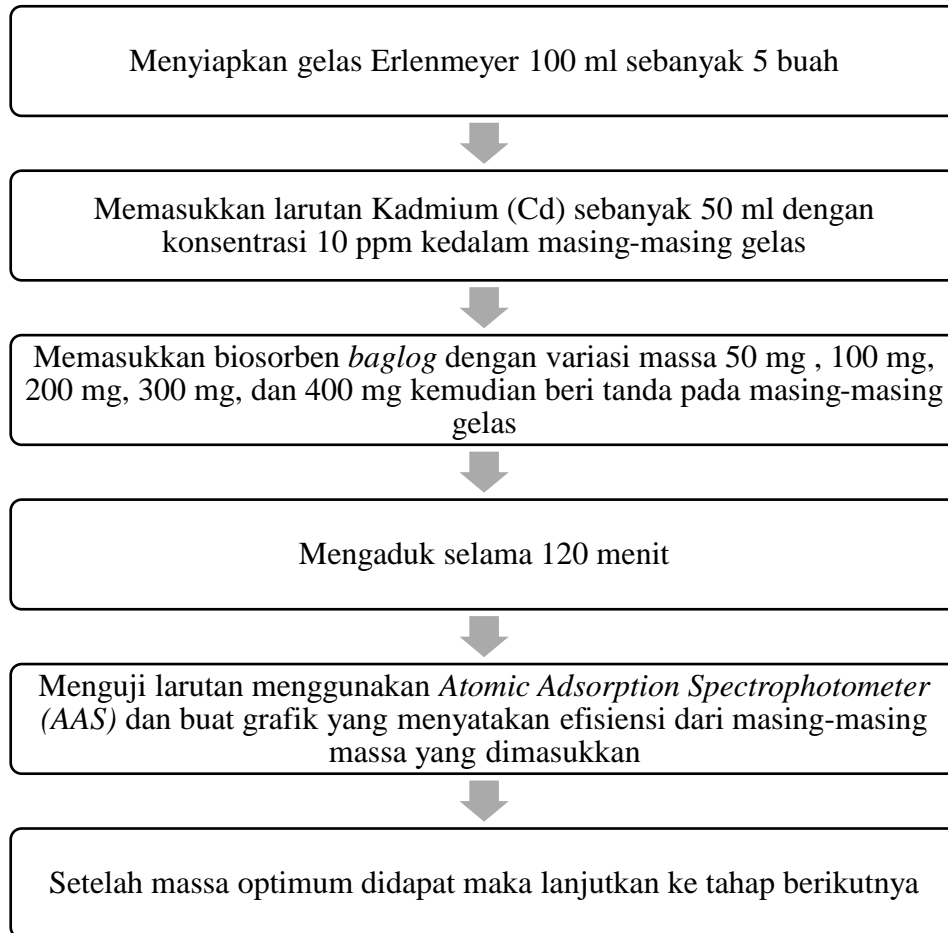 Menyiapkan gelas Erlenmeyer 100 ml sebanyak 5 buah
Memasukkan larutan Kadmium (Cd) sebanyak 50 ml dengan
konsentrasi 10 ppm kedalam masing-masing gelas
Memasukkan biosorben baglog dengan variasi massa 50 mg , 100 mg,
200 mg, 300 mg, dan 400 mg kemudian beri tanda pada masing-masing
gelas
Mengaduk selama 120 menit
Menguji larutan menggunakan Atomic Adsorption Spectrophotometer
(AAS) dan buat grafik yang menyatakan efisiensi dari masing-masing
massa yang dimasukkan
Setelah massa optimum didapat maka lanjutkan ke tahap berikutnya